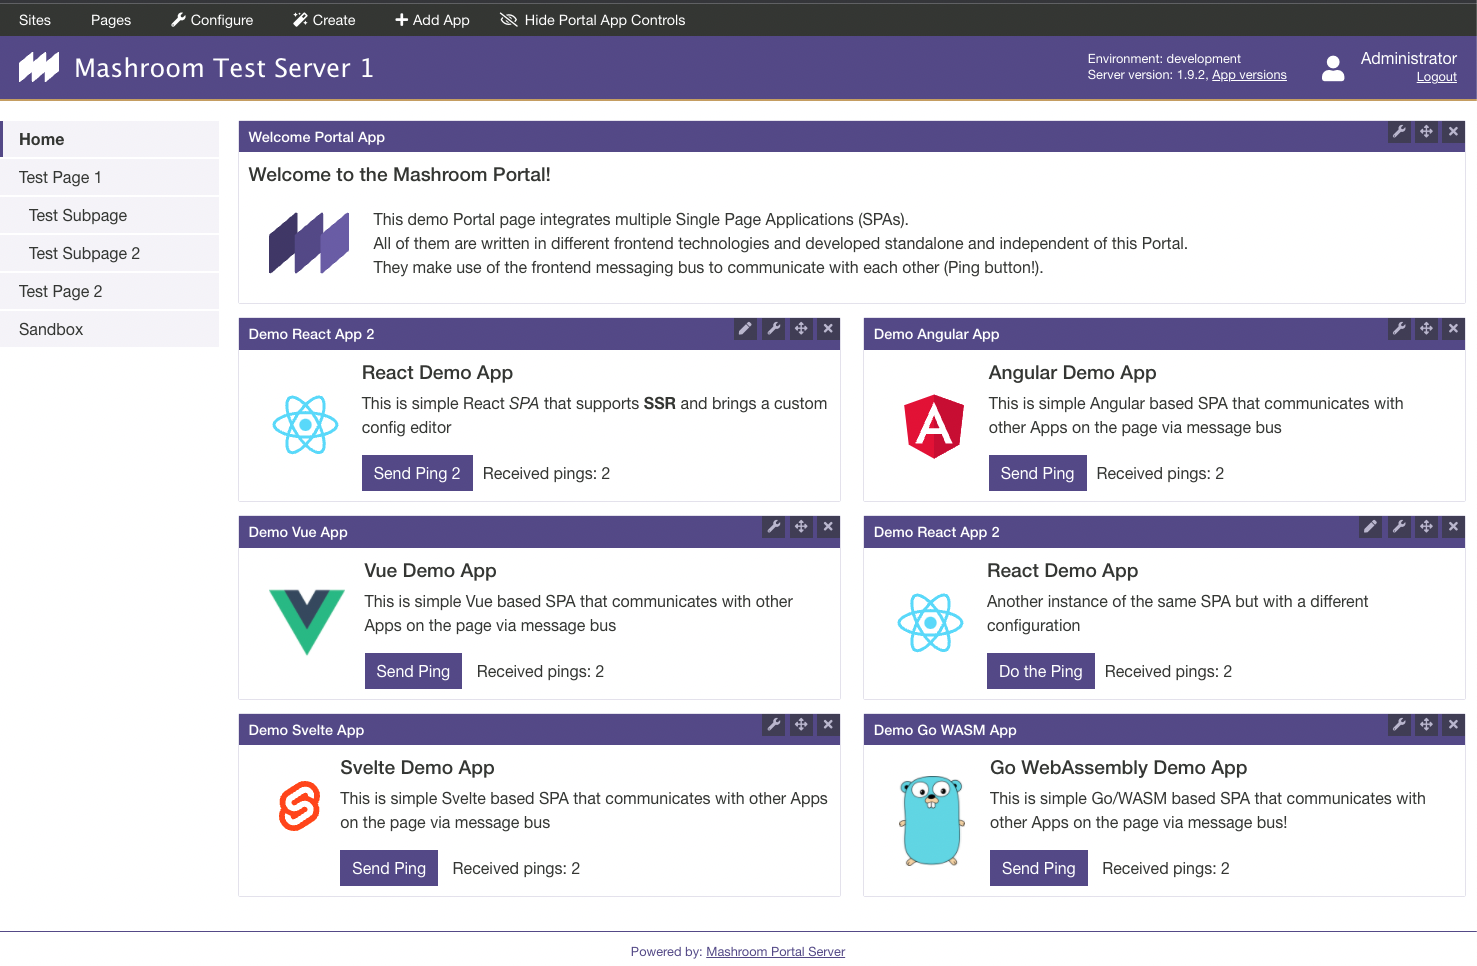 Sites Pages Configure Create Add App Hide Portal App Controls
Mashroom Test Server 1
Environment: development
Server version: 1.9.2, App versions
Administrator
Logout
Home
Test Page 1
Test Subpage
Test Subpage 2
Test Page 2
Sandbox
Welcome Portal App
Welcome to the Mashroom Portal!
This demo Portal page integrates multiple Single Page Applications (SPAs).
All of them are written in different frontend technologies and developed standalone and independent of this Portal.
They make use of the frontend messaging bus to communicate with each other (Ping button!).
Demo React App 2
React Demo App
This is simple React SPA that supports SSR and brings a custom
config editor
Send Ping 2 Received pings: 2
Demo Angular App
Angular Demo App
This is simple Angular based SPA that communicates with
other Apps on the page via message bus
Send Ping Received pings: 2
Demo Vue App
Vue Demo App
This is simple Vue based SPA that communicates with other
Apps on the page via message bus
Send Ping Received pings: 2
Demo React App 2
React Demo App
Another instance of the same SPA but with a different
configuration
Do the Ping Received pings: 2
Demo Svelte App
Svelte Demo App
This is simple Svelte based SPA that communicates with other Apps
on the page via message bus
Send Ping Received pings: 2
Demo Go WASM App
Go WebAssembly Demo App
This is simple Go/WASM based SPA that communicates with
other Apps on the page via message bus!
Send Ping Received pings: 2
Powered by: Mashroom Portal Server